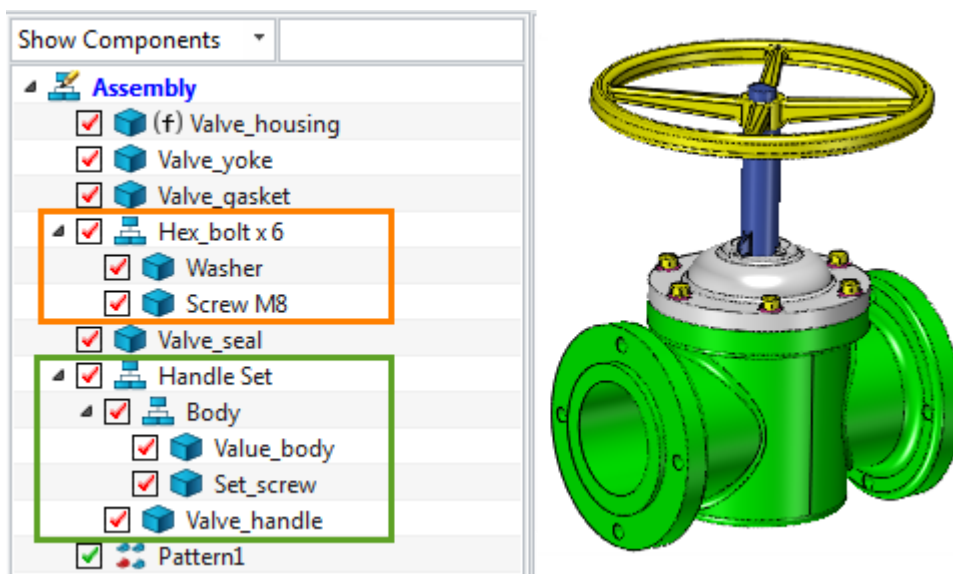 Show Components
Assembly
(f) Valve_housing
Valve_yoke
Valve_gasket
Hex_bolt x 6
Washer
Screw M8
Valve_seal
Handle Set
Body
Value_body
Set_screw
Valve_handle
Pattern1